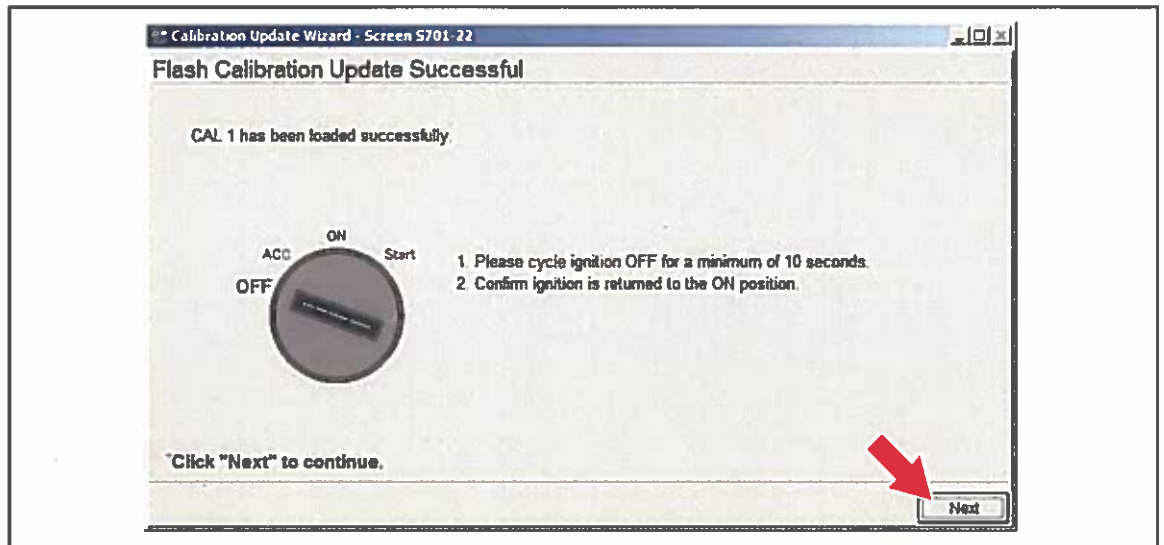 Calibration Update Wizard - Screen S701-22
Flash Calibration Update Successful
CAL 1 has been loaded successfully.
ON
ACC
Start
OFF
1. Please cycle ignition OFF for a minimum of 10 seconds.
2. Confirm ignition is returned to the ON position.
Click "Next" to continue.
Next